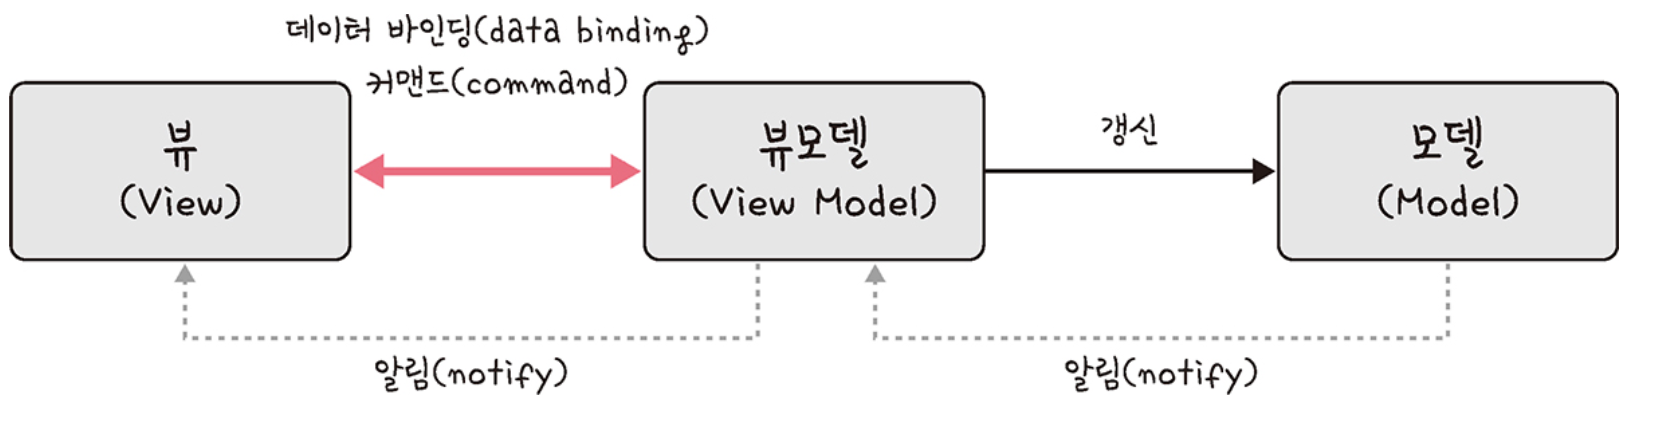 데이터 바인딩(data binding)
커맨드(command)
뷰
(View)
뷰모델
(View Model)
갱신
모델
(Model)
알림(notify)
알림(notify)